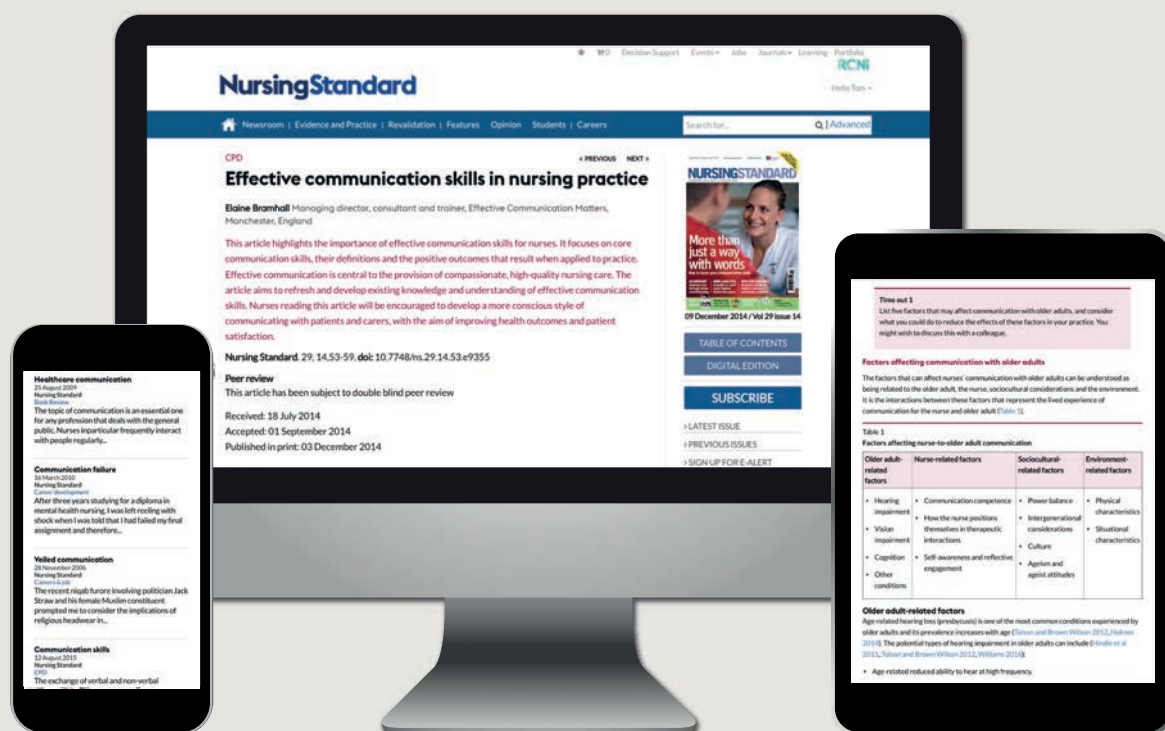 Decision Support Events Jobs Journals Learning Portfolio
RCNi
NursingStandard
Hello Tom
Newsroom | Evidence and Practice | Revalidation | Features Opinion Students | Careers
Search for...
| Advanced
CPD
< PREVIOUS NEXT >
Effective communication skills in nursing practice
Elaine Bramhall Managing director, consultant and trainer, Effective Communication Matters,
Manchester, England
This article highlights the importance of effective communication skills for nurses. It focuses on core
communication skills, their definitions and the positive outcomes that result when applied to practice.
Effective communication is central to the provision of compassionate, high-quality nursing care. The
article aims to refresh and develop existing knowledge and understanding of effective communication
skills. Nurses reading this article will be encouraged to develop a more conscious style of
communicating with patients and carers, with the aim of improving health outcomes and patient
satisfaction.
Nursing Standard. 29, 14,53-59. doi: 10.7748/ns.29.14.53.e9355
Peer review
This article has been subject to double blind peer review
Received: 18 July 2014
Accepted: 01 September 2014
Published in print: 03 December 2014
NURSINGSTANDARD
More than
just a way
with words
09 December 2014 / Vol 29 Issue 14
TABLE OF CONTENTS
DIGITAL EDITION
SUBSCRIBE
> LATEST ISSUE
> PREVIOUS ISSUES
> SIGN UP FOR E-ALERT
Healthcare communication
25 August 2009
Nursing Standard
Book Review
The topic of communication is an essential one
for any profession that deals with the general
public. Nurses inparticular frequently interact
with people regularly...
Communication failure
16 March 2010
Nursing Standard
Career development
After three years studying for a diploma in
mental health nursing, I was left reeling with
shock when I was told that I had failed my final
assignment and therefore...
Veiled communication
28 November 2006
Nursing Standard
Careers & job
The recent niqab furore involving politician Jack
Straw and his female Muslim constituent
prompted me to consider the implications of
religious headwear in...
Communication skills
12 August 2015
Nursing Standard
CPD
The exchange of verbal and non-verbal
Time out 1
List five factors that may affect communication with older adults, and consider
what you could do to reduce the effects of these factors in your practice. You
might wish to discuss this with a colleague.
Factors affecting communication with older adults
The factors that can affect nurses' communication with older adults can be understood as
being related to the older adult, the nurse, sociocultural considerations and the environment.
It is the interactions between these factors that represent the lived experience of
communication for the nurse and older adult (Table 1).
Table 1
Factors affecting nurse-to-older adult communication
Older adult-
related
factors
• Hearing
impairment
• Vision
impairment
• Cognition
• Other
conditions
Nurse-related factors
• Communication competence
• How the nurse positions
themselves in therapeutic
interactions
• Self-awareness and reflective
engagement
Sociocultural-
related factors
• Power balance
• Intergenerational
considerations
• Culture
• Ageism and
ageist attitudes
Environment-
related factors
• Physical
characteristics
• Situational
characteristics
Older adult-related factors
Age-related hearing loss (presbycusis) is one of the most common conditions experienced by
older adults and its prevalence increases with age (Tolson and Brown Wilson 2012, Holmes
2014). The potential types of hearing impairment in older adults can include (Hindle et al
2011, Tolson and Brown Wilson 2012, Williams 2016):
• Age-related reduced ability to hear at high frequency.